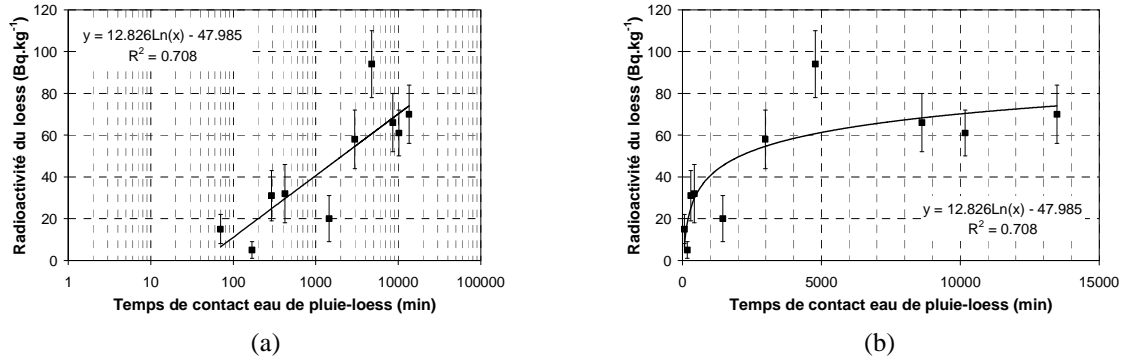 Radioactivité du loess (Bq.kg-1)
120
100
80
60
40
20
0
y = 12.826Ln(x) - 47.985
R2 = 0.708
1 10 100 1000 10000 100000
Temps de contact eau de pluie-loess (min)
(a)
Radioactivité du loess (Bq.kg-1)
120
100
80
60
40
20
0
y = 12.826Ln(x) - 47.985
R2 = 0.708
0 5000 10000 15000
Temps de contact eau de pluie-loess (min)
(b)